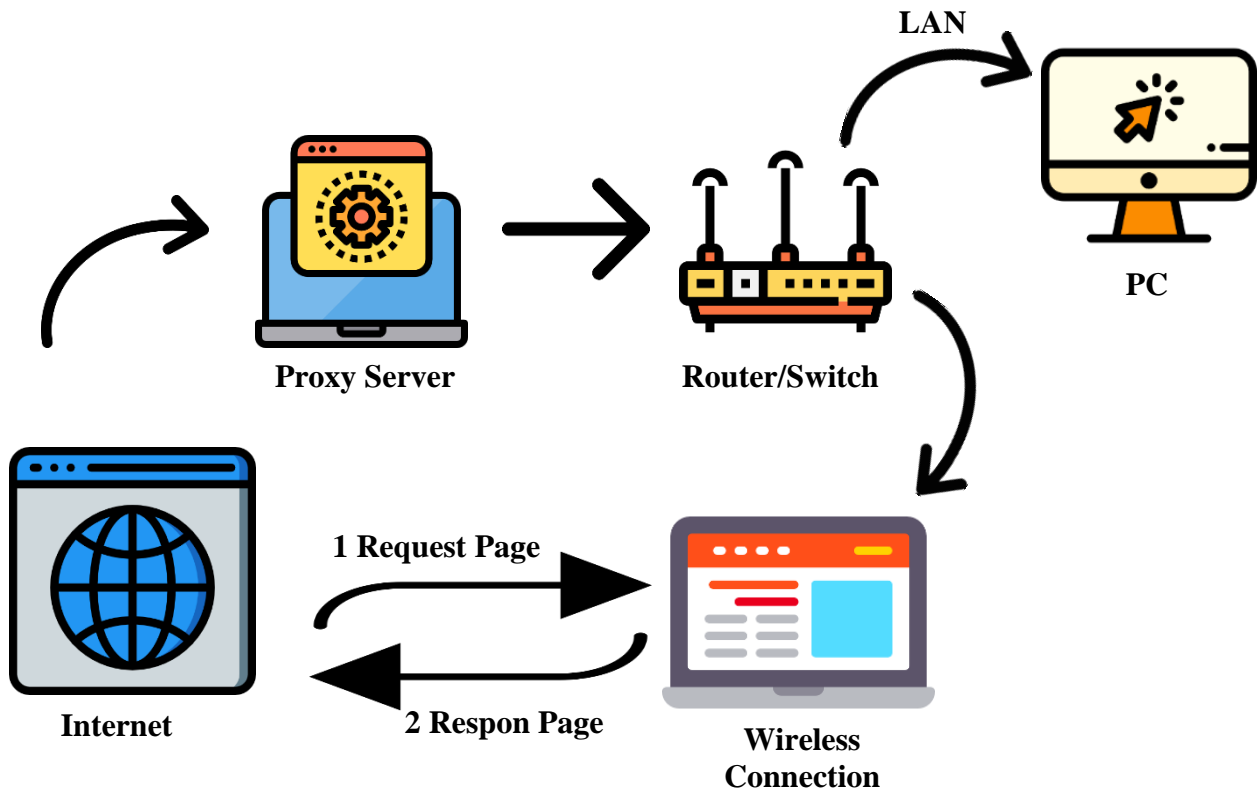 LAN
PC
Proxy Server
Router/Switch
1 Request Page
2 Respon Page
Internet
Wireless
Connection